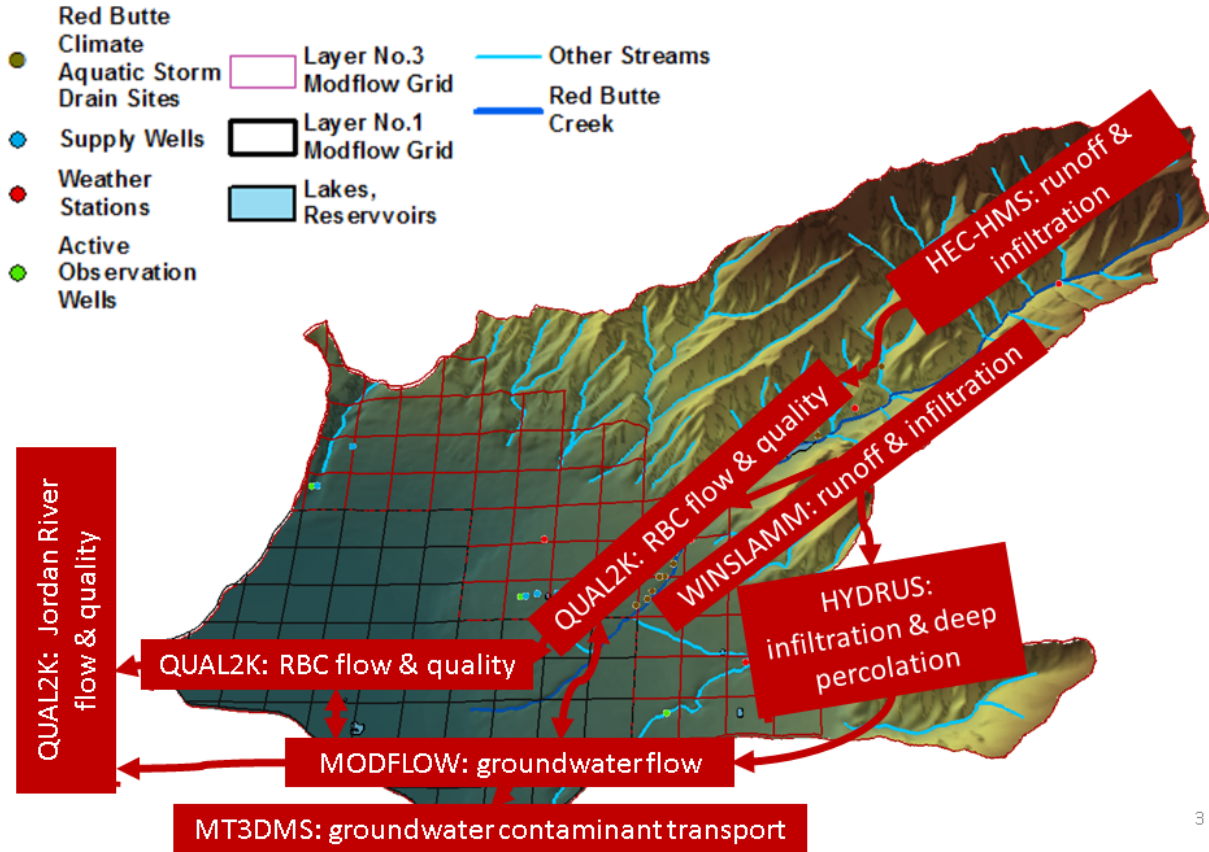 Red Butte
Climate
Aquatic Storm
Drain Sites
Supply Wells
Weather
Stations
Active
Observation
Wells
Layer No.3
Modflow Grid
Layer No.1
Modflow Grid
Lakes,
Reservvoirs
Other Streams
Red Butte
Creek
HEC-HMS: runoff &
infiltration
QUAL2K: RBC flow & quality
WINSLAMM: runoff & infiltration
HYDRUS:
infiltration & deep
percolation
QUAL2K: Jordan River
flow & quality
QUAL2K: RBC flow & quality
MODFLOW: groundwater flow
MT3DMS: groundwater contaminant transport
3